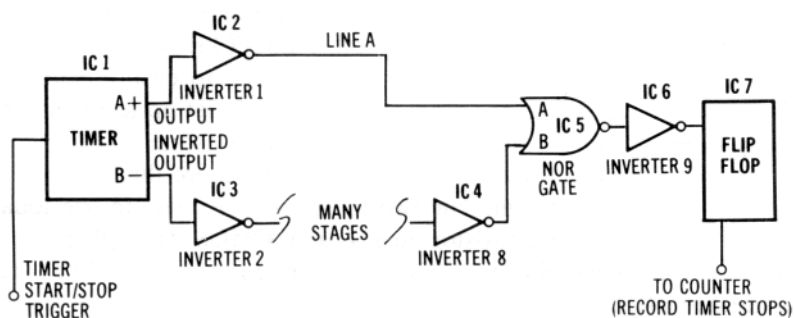 IC 1
TIMER
A+
B−
OUTPUT
INVERTED
OUTPUT
IC 2
INVERTER 1
LINE A
IC 3
INVERTER 2
MANY
STAGES
IC 4
INVERTER 8
A
B
IC 5
NOR
GATE
IC 6
INVERTER 9
IC 7
FLIP
FLOP
TIMER
START/STOP
TRIGGER
TO COUNTER
(RECORD TIMER STOPS)